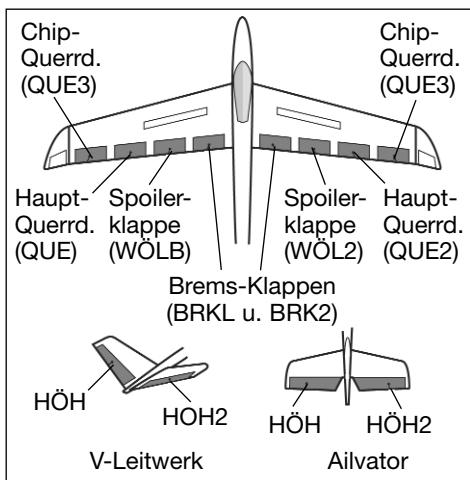 Chip-
Querrd.
(QUE3)
Chip-
Querrd.
(QUE3)
Haupt-
Querrd.
(QUE)
Spoiler-
klappe
(WÖLB)
Spoiler-
klappe
(WÖL2)
Haupt-
Querrd.
(QUE2)
Brems-Klappen
(BRKL u. BRK2)
HÖH
HOH2
V-Leitwerk
HÖH
HÖH2
Ailvator